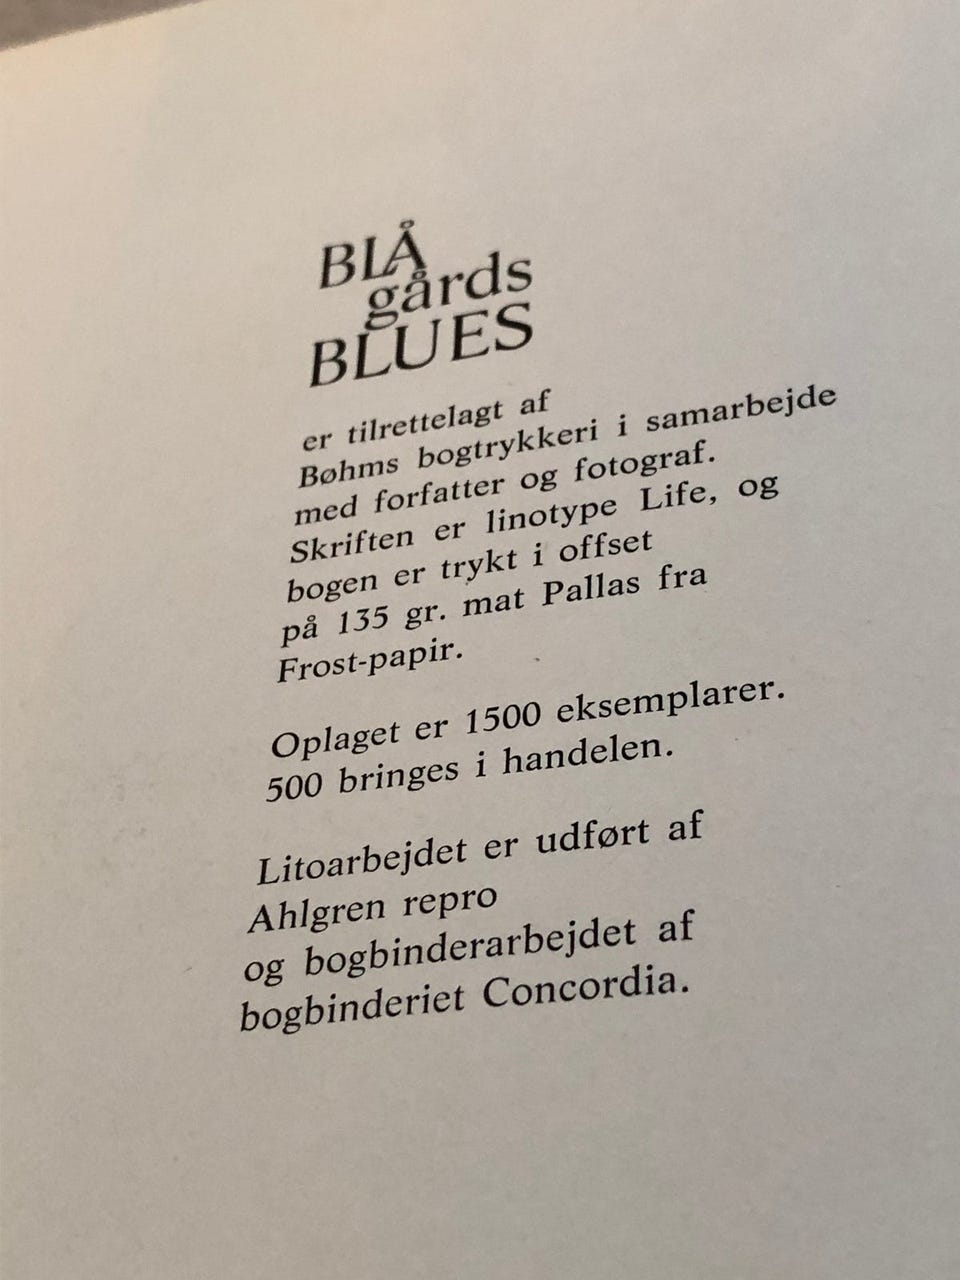 BLÅ
gårds
BLUES
er tilrettelagt af
Bøhms bogtrykkeri i samarbejde
med forfatter og fotograf.
Skriften er linotype Life, og
bogen er trykt i offset
på 135 gr. mat Pallas fra
Frost-papir.
Oplaget er 1500 eksemplarer.
500 bringes i handelen.
Litoarbejdet er udført af
Ahlgren repro
og bogbinderarbejdet af
bogbinderiet Concordia.